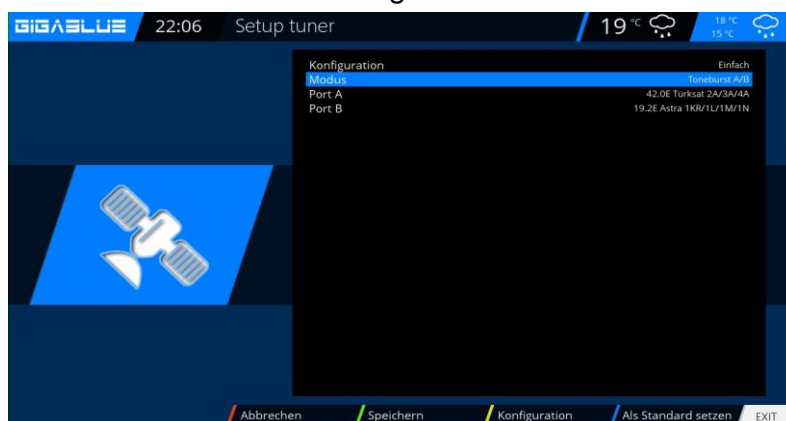 GIGABLUE 22:06 Setup tuner 19 °C 18 °C
15 °C
Konfiguration Einfach
Modus Toneburst A/B
Port A 42.0E Türksat 2A/3A/4A
Port B 19.2E Astra 1KR/1L/1M/1N
Abbrechen Speichern Konfiguration Als Standard setzen EXIT